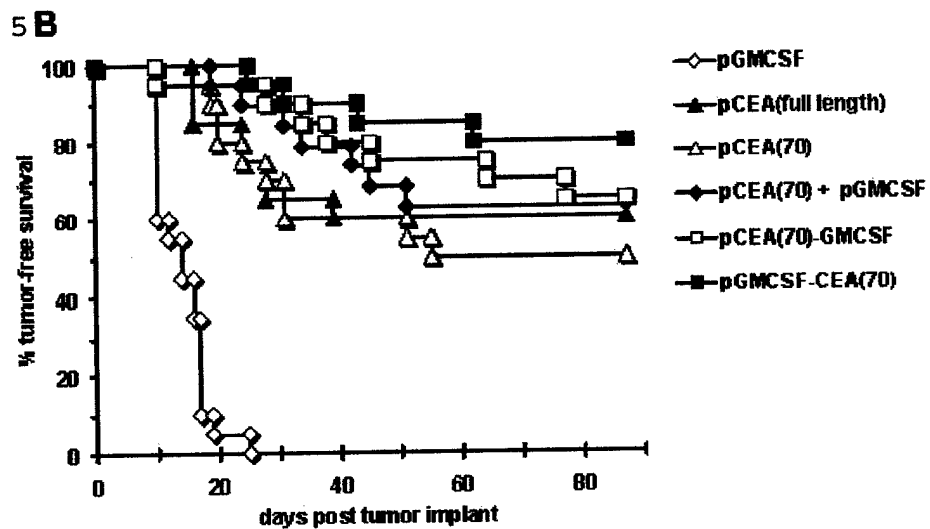 5 B
% tumor-free survival
100
80
60
40
20
0
0 20 40 60 80
days post tumor implant
pGMCSF
pCEA(full length)
pCEA(70)
pCEA(70) + pGMCSF
pCEA(70)-GMCSF
pGMCSF-CEA(70)